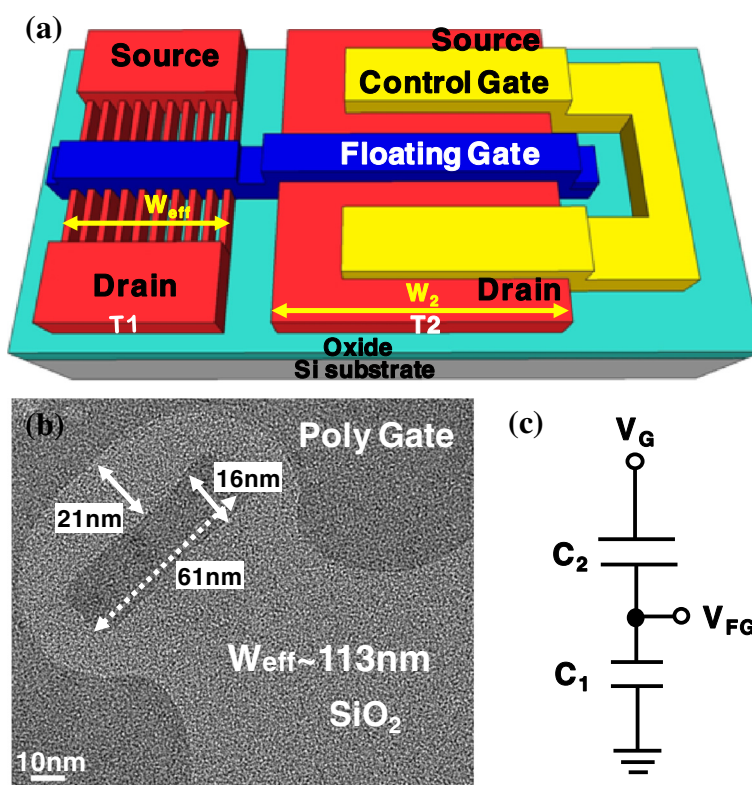 (a)
Source
Source
Control Gate
Floating Gate
Weff
Drain
W2
Drain
T1
T2
Oxide
Si substrate
(b)
Poly Gate
16nm
21nm
61nm
Weff~113nm
SiO2
10nm
(c)
VG
C2
VFG
C1